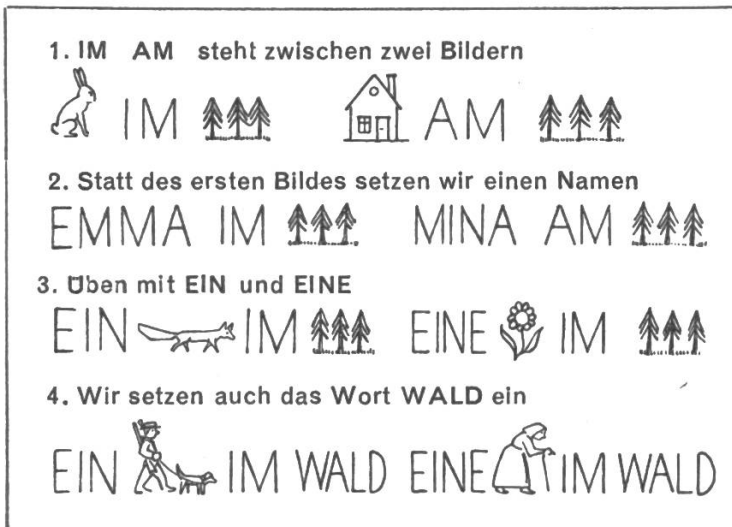 1. IM AM steht zwischen zwei Bildern
IM AM
2. Statt des ersten Bildes setzen wir einen Namen
EMMA IM MINA AM
3. Üben mit EIN und EINE
EIN IM EINE IM
4. Wir setzen auch das Wort WALD ein
EIN IM WALD EINE IM WALD